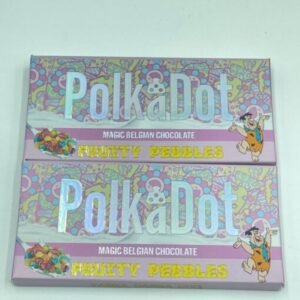 PolkaDot
MAGIC BELGIAN CHOCOLATE
FRUITY PEBBLES
PolkaDot
MAGIC BELGIAN CHOCOLATE
FRUITY PEBBLES